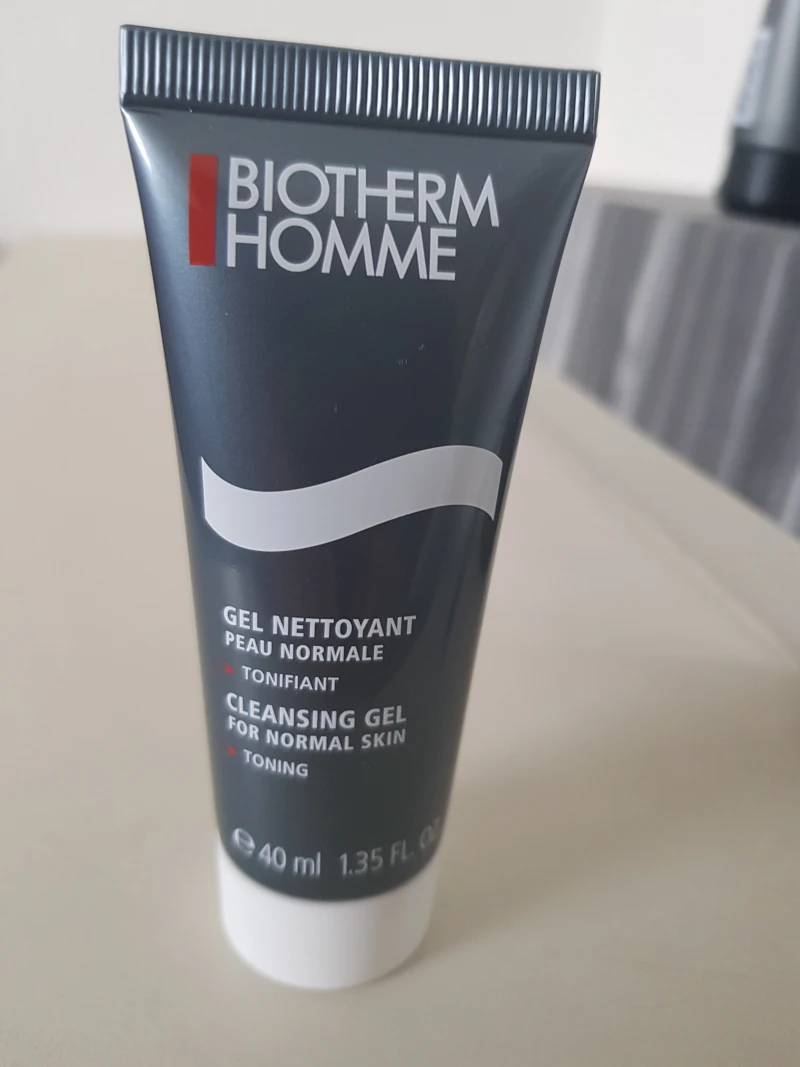 BIOTHERM
HOMME
GEL NETTOYANT
PEAU NORMALE
> TONIFIANT
CLEANSING GEL
FOR NORMAL SKIN
> TONING
℮ 40 ml 1.35 FL. OZ